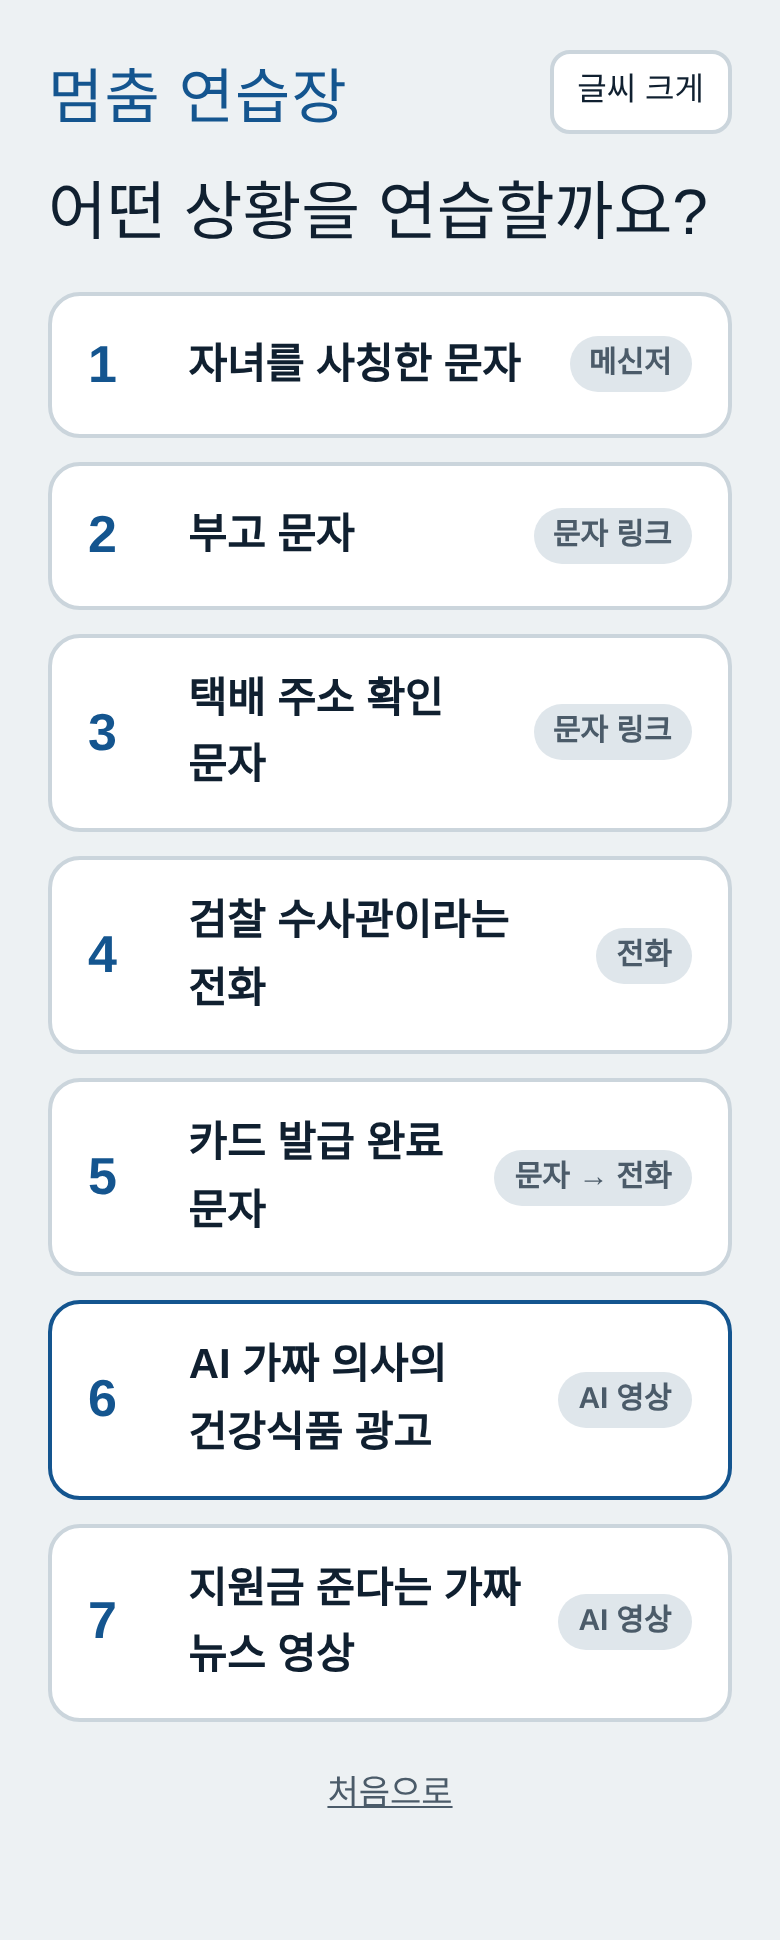 멈춤 연습장
글씨 크게
어떤 상황을 연습할까요?
1 자녀를 사칭한 문자 메신저
2 부고 문자 문자 링크
3 택배 주소 확인
문자 문자 링크
4 검찰 수사관이라는
전화 전화
5 카드 발급 완료
문자 문자 → 전화
6 AI 가짜 의사의
건강식품 광고 AI 영상
7 지원금 준다는 가짜
뉴스 영상 AI 영상
처음으로